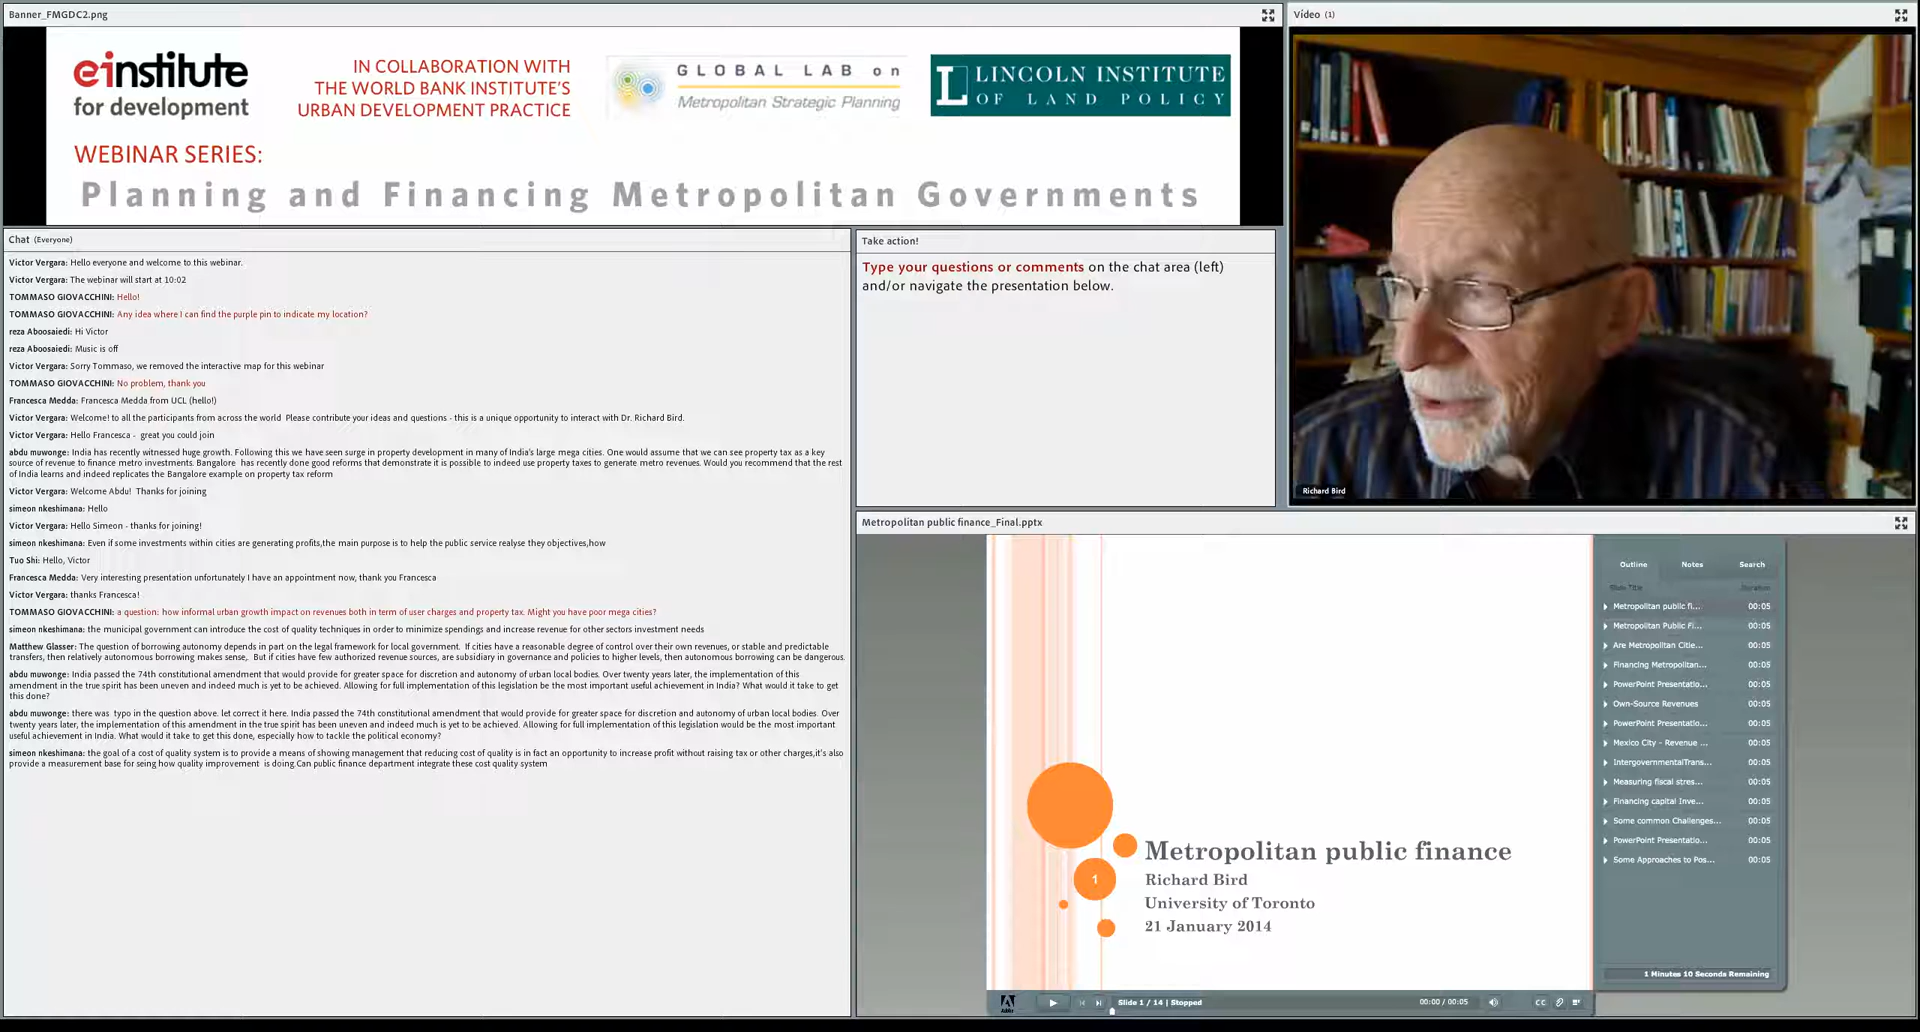 Banner_FMGDC2.png
einstitute
for development
IN COLLABORATION WITH
THE WORLD BANK INSTITUTE'S
URBAN DEVELOPMENT PRACTICE
GLOBAL LAB on
Metropolitan Strategic Planning
L LINCOLN INSTITUTE
OF LAND POLICY
WEBINAR SERIES:
Planning and Financing Metropolitan Governments
Vídeo (1)
Richard Bird
Chat (Everyone)
Victor Vergara: Hello everyone and welcome to this webinar.
Victor Vergara: The webinar will start at 10:02
TOMMASO GIOVACCHINI: Hello!
TOMMASO GIOVACCHINI: Any idea where I can find the purple pin to indicate my location?
reza Aboosaiedi: Hi Victor
reza Aboosaiedi: Music is off
Victor Vergara: Sorry Tommaso, we removed the interactive map for this webinar
TOMMASO GIOVACCHINI: No problem, thank you
Francesca Medda: Francesca Medda from UCL (hello!)
Victor Vergara: Welcome! to all the participants from across the world Please contribute your ideas and questions - this is a unique opportunity to interact with Dr. Richard Bird.
Victor Vergara: Hello Francesca - great you could join
abdu muwonge: India has recently witnessed huge growth. Following this we have seen surge in property development in many of India's large mega cities. One would assume that we can see property tax as a key
source of revenue to finance metro investments. Bangalore has recently done good reforms that demonstrate it is possible to indeed use property taxes to generate metro revenues. Would you recommend that the rest
of India learns and indeed replicates the Bangalore example on property tax reform
Victor Vergara: Welcome Abdu! Thanks for joining
simeon nkeshimana: Hello
Victor Vergara: Hello Simeon - thanks for joining!
simeon nkeshimana: Even if some investments within cities are generating profits,the main purpose is to help the public service realyse they objectives,how
Tuo Shi: Hello, Victor
Francesca Medda: Very interesting presentation unfortunately I have an appointment now, thank you Francesca
Victor Vergara: thanks Francesca!
TOMMASO GIOVACCHINI: a question: how informal urban growth impact on revenues both in term of user charges and property tax. Might you have poor mega cities?
simeon nkeshimana: the municipal government can introduce the cost of quality techniques in order to minimize spendings and increase revenue for other sectors investment needs
Matthew Glasser: The question of borrowing autonomy depends in part on the legal framework for local government. If cities have a reasonable degree of control over their own revenues, or stable and predictable
transfers, then relatively autonomous borrowing makes sense,. But if cities have few authorized revenue sources, are subsidiary in governance and policies to higher levels, then autonomous borrowing can be dangerous.
abdu muwonge: India passed the 74th constitutional amendment that would provide for greater space for discretion and autonomy of urban local bodies. Over twenty years later, the implementation of this
amendment in the true spirit has been uneven and indeed much is yet to be achieved. Allowing for full implementation of this legislation be the most important useful achievement in India? What would it take to get
this done?
abdu muwonge: there was typo in the question above. let correct it here. India passed the 74th constitutional amendment that would provide for greater space for discretion and autonomy of urban local bodies. Over
twenty years later, the implementation of this amendment in the true spirit has been uneven and indeed much is yet to be achieved. Allowing for full implementation of this legislation would be the most important
useful achievement in India. What would it take to get this done, especially how to tackle the political economy?
simeon nkeshimana: the goal of a cost of quality system is to provide a means of showing management that reducing cost of quality is in fact an opportunity to increase profit without raising tax or other charges,it's also
provide a measurement base for seing how quality improvement is doing.Can public finance department integrate these cost quality system
Take action!
Type your questions or comments on the chat area (left)
and/or navigate the presentation below.
Metropolitan public finance_Final.pptx
1
Metropolitan public finance
Richard Bird
University of Toronto
21 January 2014
Outline Notes Search
Slide Title Duration
Metropolitan public fi... 00:05
Metropolitan Public Fi... 00:05
Are Metropolitan Citie... 00:05
Financing Metropolitan... 00:05
PowerPoint Presentatio... 00:05
Own-Source Revenues 00:05
PowerPoint Presentatio... 00:05
Mexico City - Revenue ... 00:05
IntergovernmentalTrans... 00:05
Measuring fiscal stres... 00:05
Financing capital Inve... 00:05
Some common Challenges... 00:05
PowerPoint Presentatio... 00:05
Some Approaches to Pos... 00:05
1 Minutes 10 Seconds Remaining
Adobe
Slide 1 / 14 | Stopped
00:00 / 00:05
CC